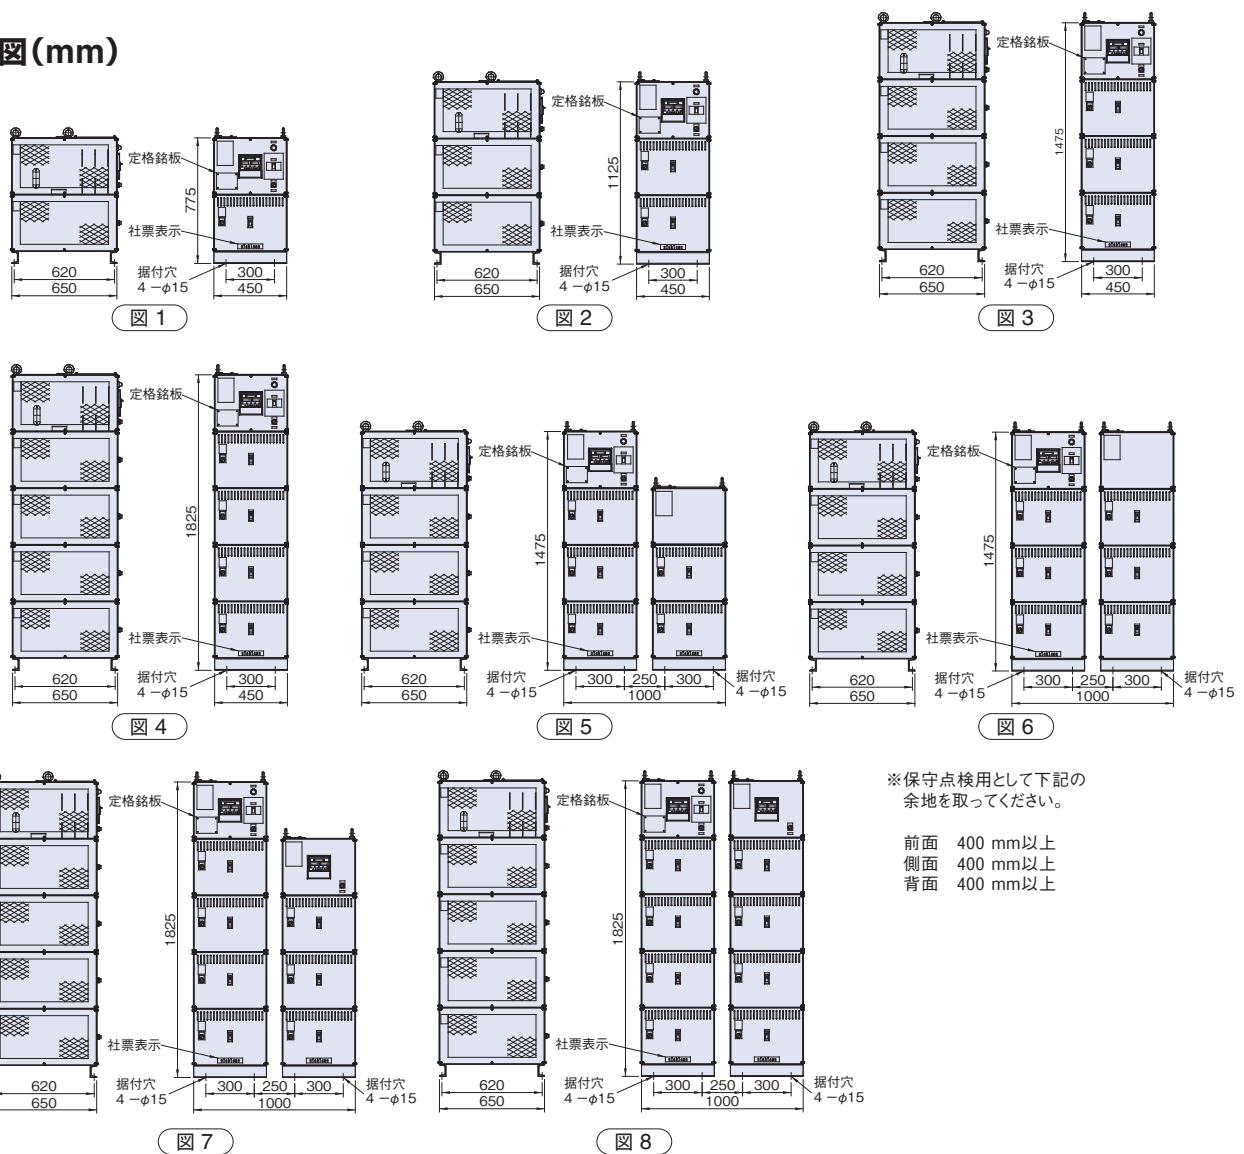 図(mm)
定格銘板
775
社票表示
620
650
据付穴
4－φ15
300
450
図 1
定格銘板
1125
社票表示
620
650
据付穴
4－φ15
300
450
図 2
定格銘板
1475
社票表示
620
650
据付穴
4－φ15
300
450
図 3
定格銘板
1825
社票表示
620
650
据付穴
4－φ15
300
450
図 4
定格銘板
1475
社票表示
620
650
据付穴
4－φ15
300 250 300
1000
据付穴
4－φ15
図 5
定格銘板
1475
社票表示
620
650
据付穴
4－φ15
300 250 300
1000
据付穴
4－φ15
図 6
定格銘板
1825
社票表示
620
650
据付穴
4－φ15
300 250 300
1000
据付穴
4－φ15
図 7
定格銘板
1825
社票表示
620
650
据付穴
4－φ15
300 250 300
1000
据付穴
4－φ15
図 8
※保守点検用として下記の
余地を取ってください。
前面 400 mm以上
側面 400 mm以上
背面 400 mm以上